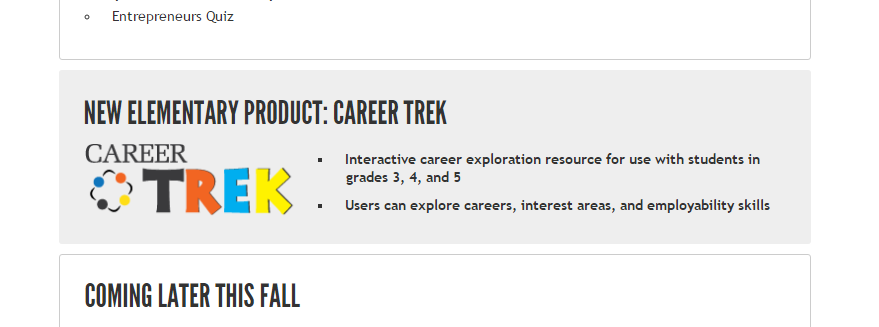 Entrepreneurs Quiz
NEW ELEMENTARY PRODUCT: CAREER TREK
CAREER
TREK
Interactive career exploration resource for use with students in
grades 3, 4, and 5
Users can explore careers, interest areas, and employability skills
COMING LATER THIS FALL